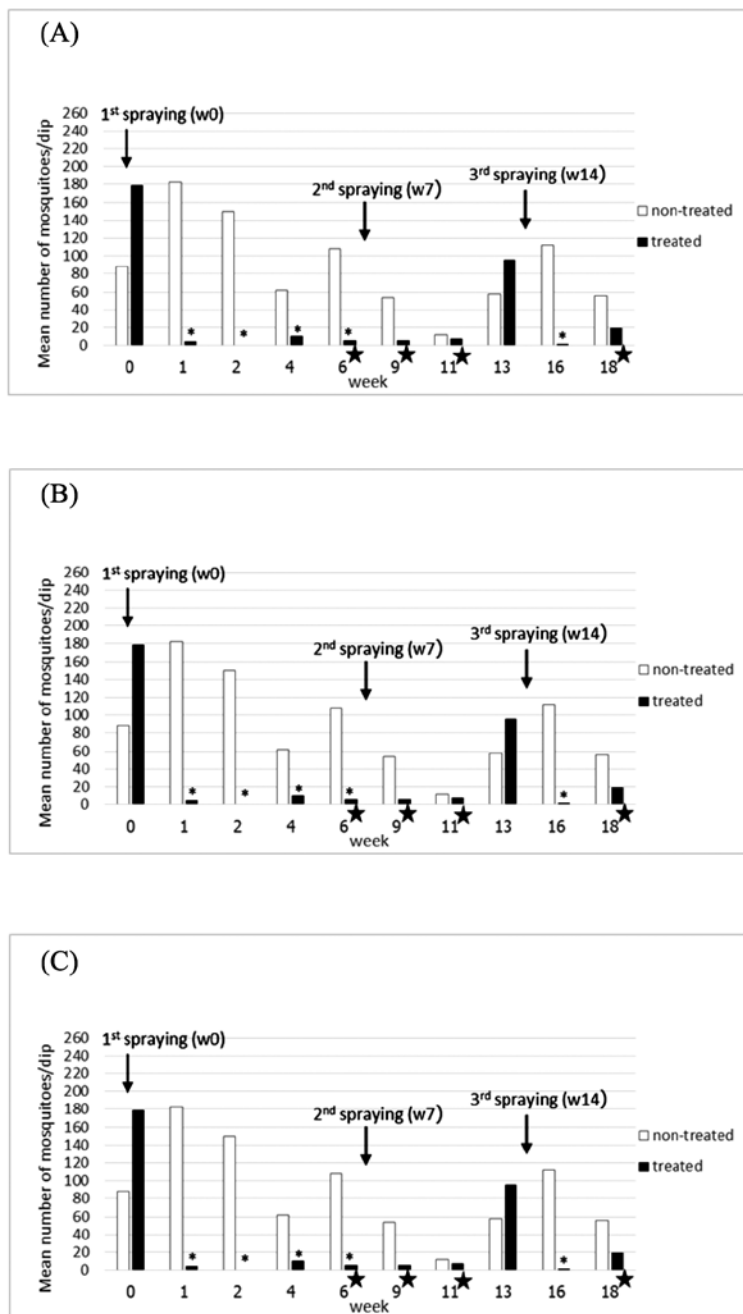 (A)
1st spraying (w0)
2nd spraying (w7)
3rd spraying (w14)
Mean number of mosquitoes/dip
260
240
220
200
180
160
140
120
100
80
60
40
20
0
* * * * *
0 1 2 4 6 9 11 13 16 18
week
non-treated
treated
(B)
1st spraying (w0)
2nd spraying (w7)
3rd spraying (w14)
Mean number of mosquitoes/dip
260
240
220
200
180
160
140
120
100
80
60
40
20
0
* * * * *
0 1 2 4 6 9 11 13 16 18
week
non-treated
treated
(C)
1st spraying (w0)
2nd spraying (w7)
3rd spraying (w14)
Mean number of mosquitoes/dip
260
240
220
200
180
160
140
120
100
80
60
40
20
0
* * * * *
0 1 2 4 6 9 11 13 16 18
week
non-treated
treated